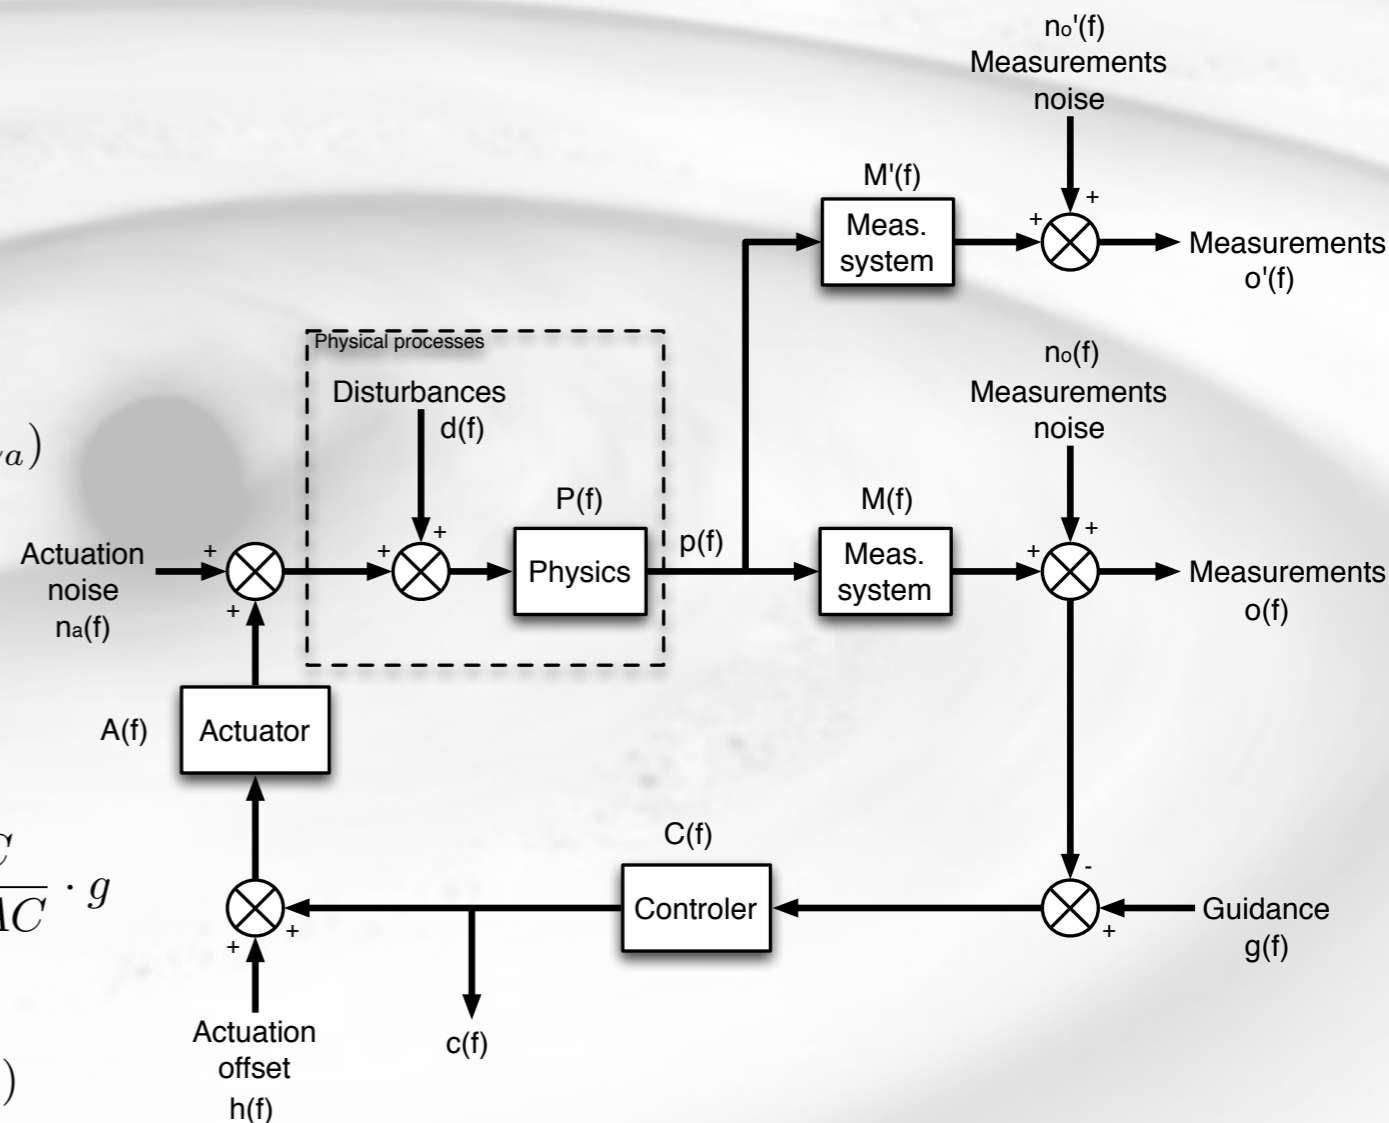 no'(f)
Measurements
noise
M'(f)
Meas.
system
+
+
Measurements
o'(f)
Physical processes
Disturbances
d(f)
no(f)
Measurements
noise
a)
P(f)
p(f)
M(f)
Actuation
noise
na(f)
+
+
+
+
Physics
Meas.
system
+
+
Measurements
o(f)
A(f)
Actuator
C
AC
· g
C(f)
Controler
-
+
Guidance
g(f)
+
+
Actuation
offset
h(f)
c(f)
)